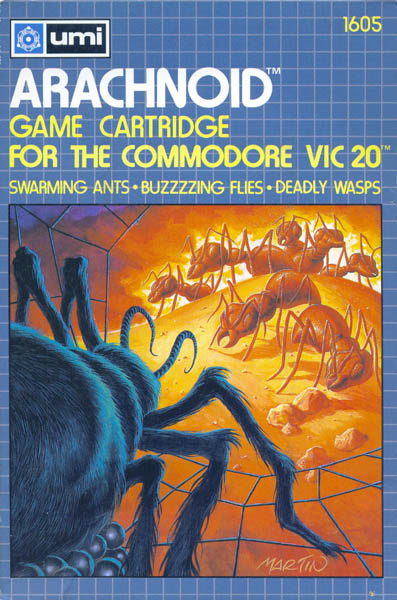 umi
1605
ARACHNOID™
GAME CARTRIDGE
FOR THE COMMODORE VIC 20™
SWARMING ANTS • BUZZZZING FLIES • DEADLY WASPS
MARTIN